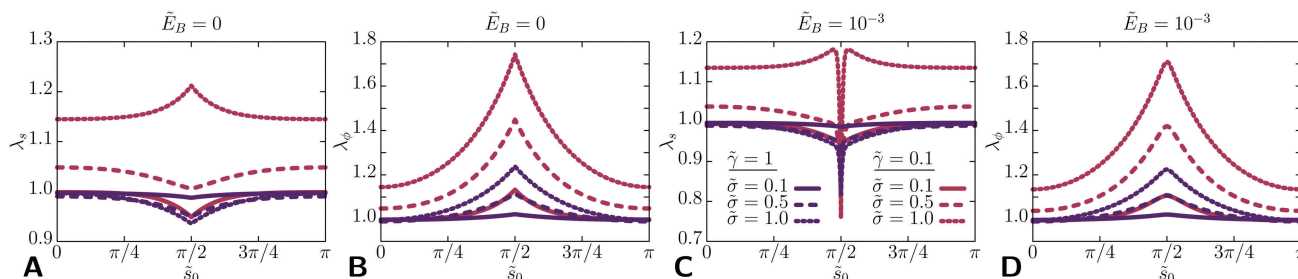 Ẽ_B = 0
λ_s
1.3
1.2
1.1
1.0
0.9
0 π/4 π/2 3π/4 π
s̃_0
A
Ẽ_B = 0
λ_ϕ
1.8
1.6
1.4
1.2
1.0
0 π/4 π/2 3π/4 π
s̃_0
B
Ẽ_B = 10^{-3}
λ_s
1.2
1.1
1.0
0.9
0.8
0.7
γ̃ = 1 γ̃ = 0.1
σ̃ = 0.1 σ̃ = 0.1
σ̃ = 0.5 σ̃ = 0.5
σ̃ = 1.0 σ̃ = 1.0
0 π/4 π/2 3π/4 π
s̃_0
C
Ẽ_B = 10^{-3}
λ_ϕ
1.8
1.6
1.4
1.2
1.0
0 π/4 π/2 3π/4 π
s̃_0
D